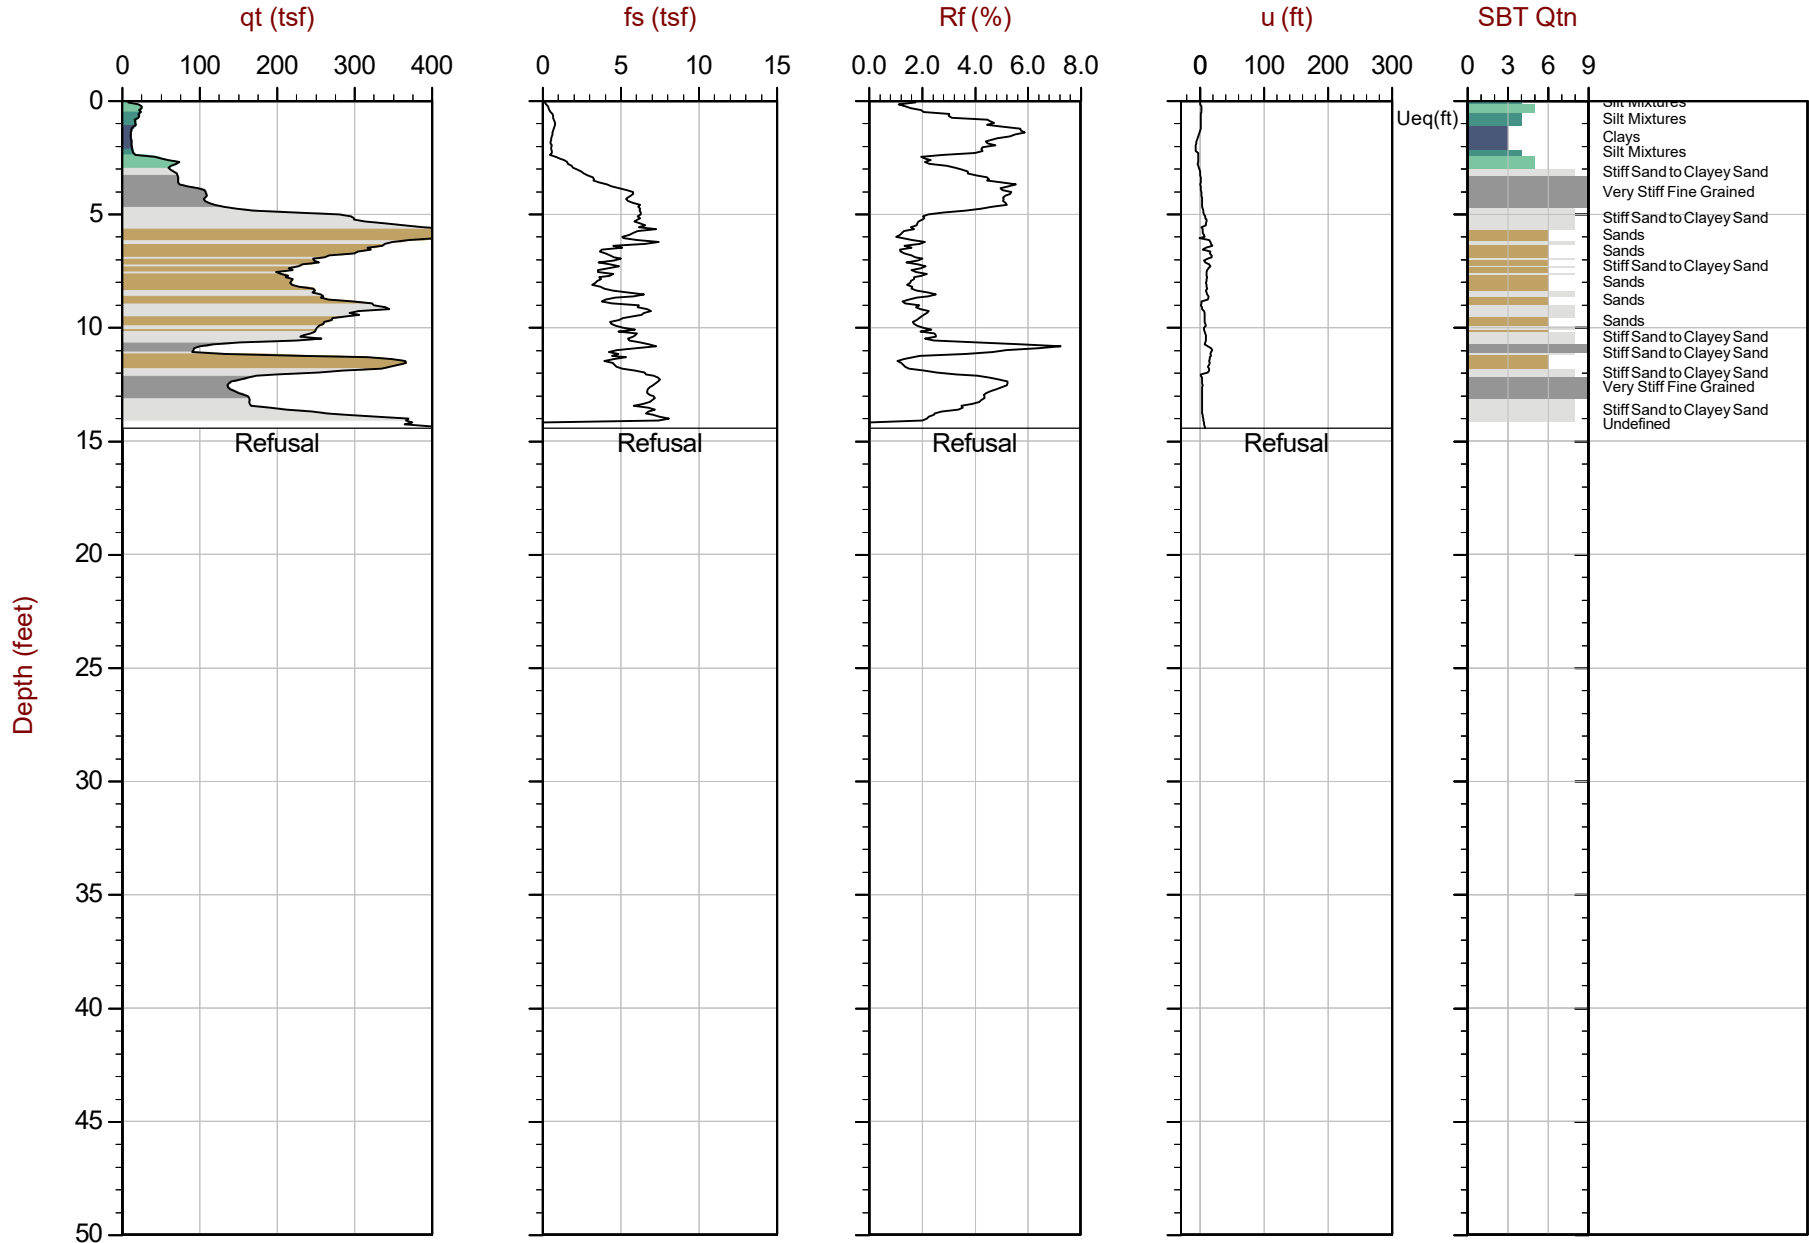 qt (tsf) fs (tsf) Rf (%) u (ft) SBT Qtn
0 100 200 300 400 0 5 10 15 0.0 2.0 4.0 6.0 8.0 0 100 200 300 0 3 6 9
0
5
10
15
20
25
30
35
40
45
50
Depth (feet)
Refusal Refusal Refusal Refusal
Ueq(ft)
Silt Mixtures
Silt Mixtures
Clays
Silt Mixtures
Stiff Sand to Clayey Sand
Very Stiff Fine Grained
Stiff Sand to Clayey Sand
Sands
Sands
Stiff Sand to Clayey Sand
Sands
Sands
Sands
Stiff Sand to Clayey Sand
Stiff Sand to Clayey Sand
Stiff Sand to Clayey Sand
Very Stiff Fine Grained
Stiff Sand to Clayey Sand
Undefined